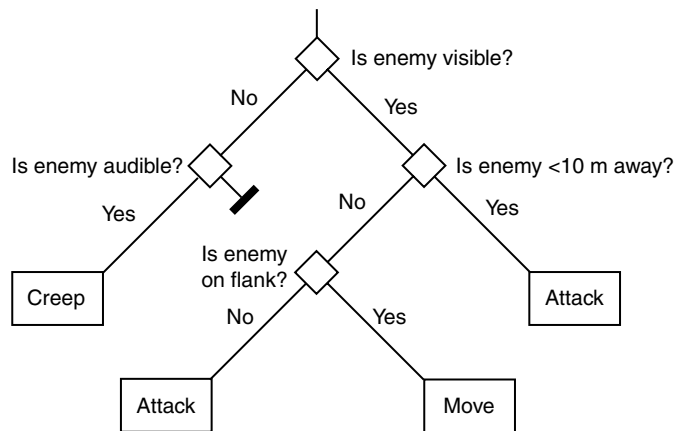 Is enemy visible?
No
Yes
Is enemy audible?
Is enemy <10 m away?
Yes
No
Yes
Is enemy
on flank?
Creep
Attack
No
Yes
Attack
Move